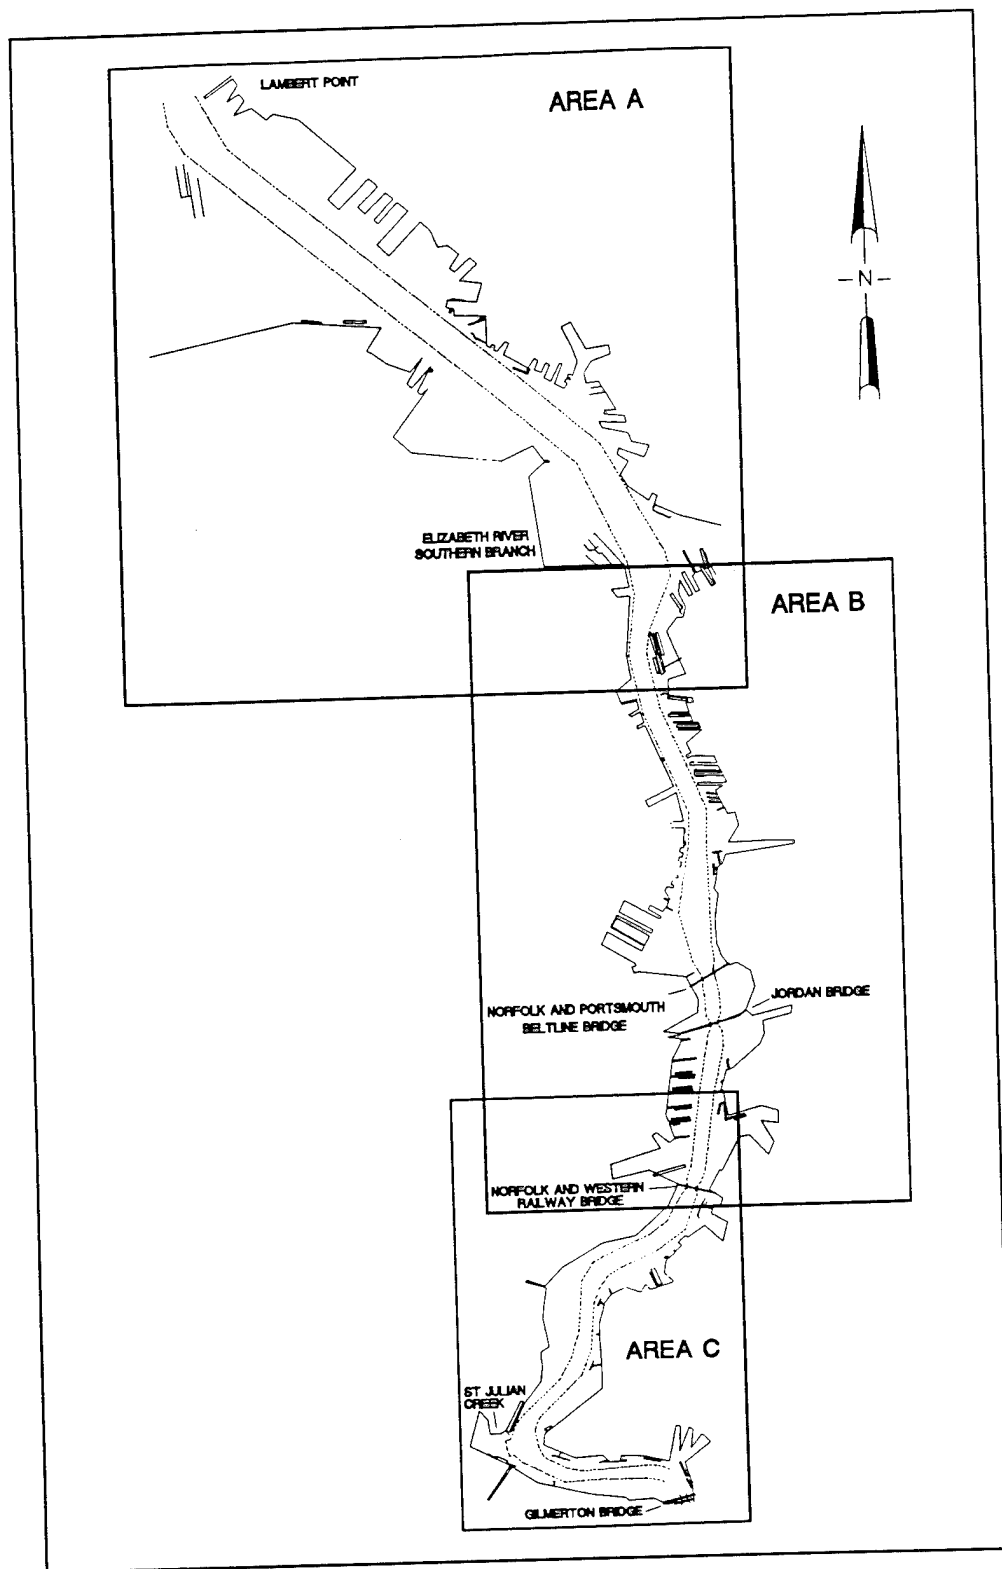 LAMBERT POINT
AREA A
N
ELIZABETH RIVER
SOUTHERN BRANCH
AREA B
NORFOLK AND PORTSMOUTH
BELTLINE BRIDGE
JORDAN BRIDGE
NORFOLK AND WESTERN
RAILWAY BRIDGE
AREA C
ST JULIAN
CREEK
GILMERTON BRIDGE